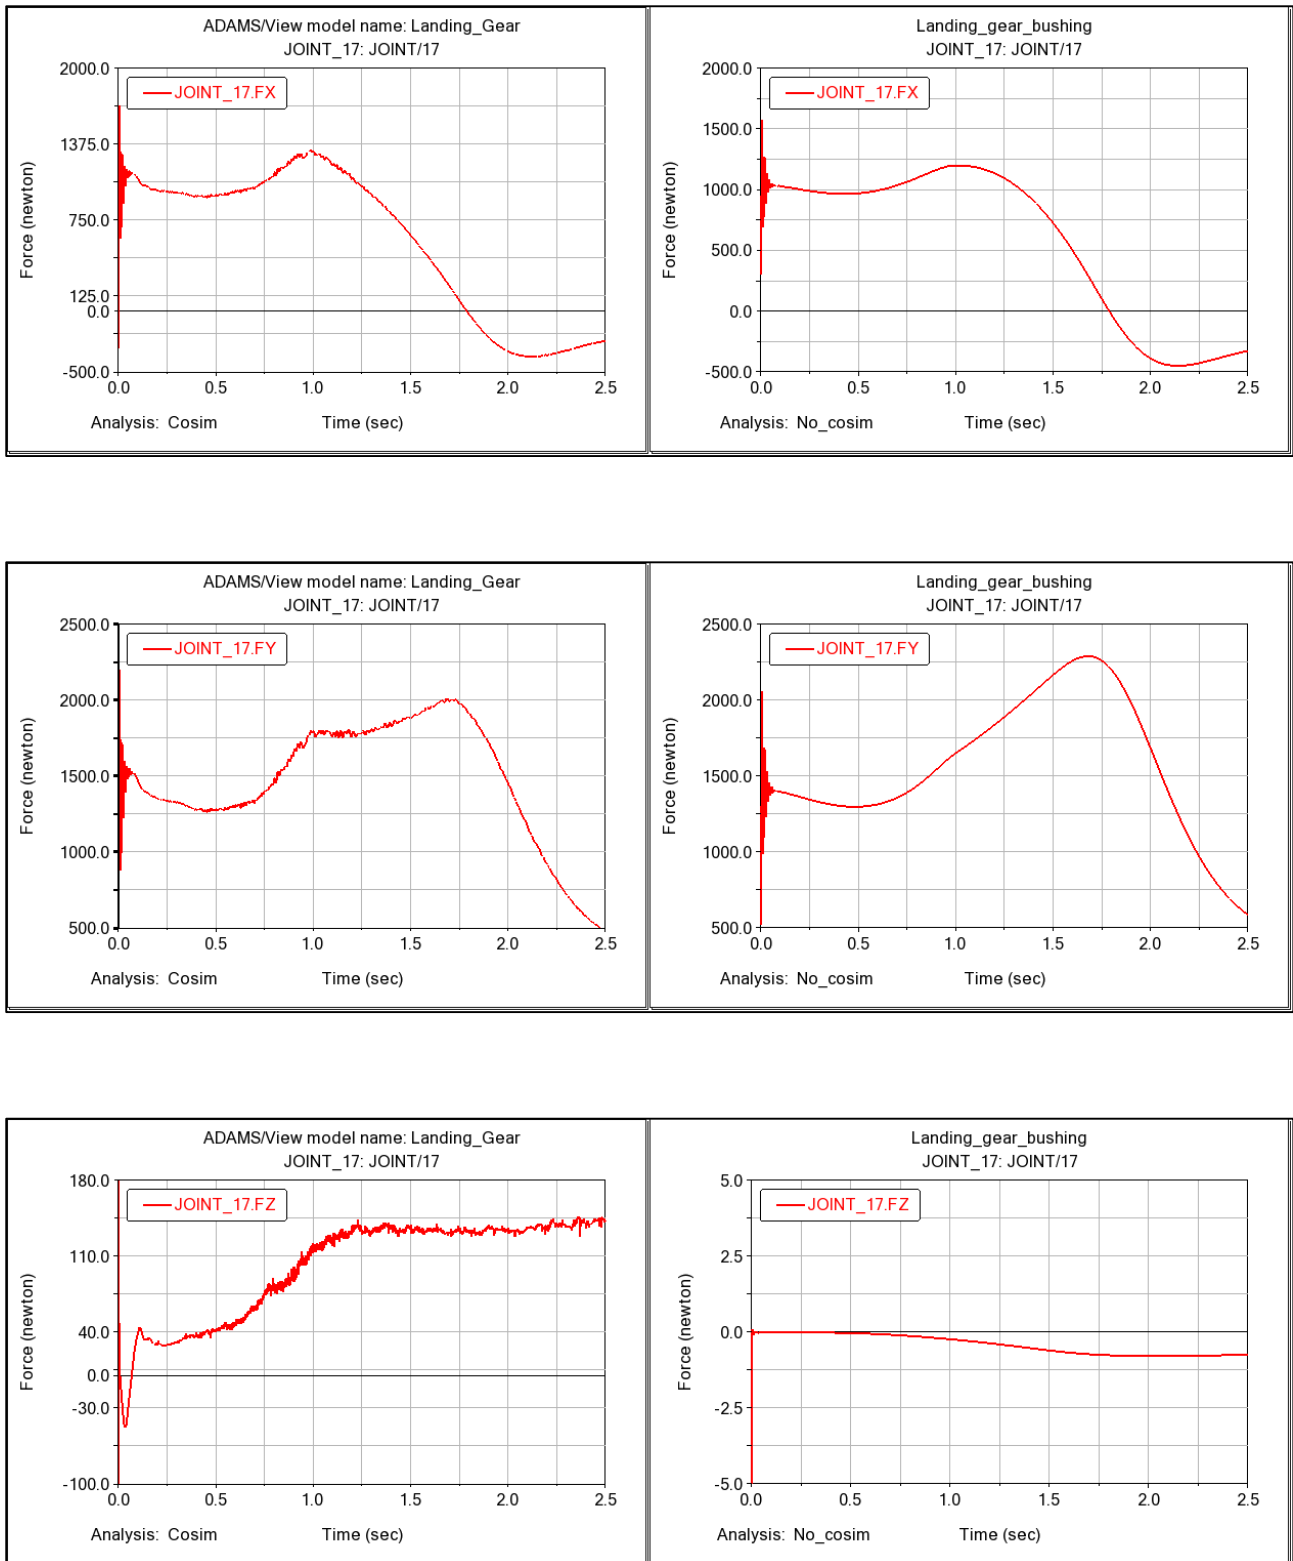 ADAMS/View model name: Landing_Gear
JOINT_17: JOINT/17
2000.0
JOINT_17.FX
1375.0
Force (newton)
750.0
125.0
0.0
-500.0
0.0 0.5 1.0 1.5 2.0 2.5
Analysis: Cosim Time (sec)
Landing_gear_bushing
JOINT_17: JOINT/17
2000.0
JOINT_17.FX
1500.0
1000.0
Force (newton)
500.0
0.0
-500.0
0.0 0.5 1.0 1.5 2.0 2.5
Analysis: No_cosim Time (sec)
ADAMS/View model name: Landing_Gear
JOINT_17: JOINT/17
2500.0
JOINT_17.FY
2000.0
Force (newton)
1500.0
1000.0
500.0
0.0 0.5 1.0 1.5 2.0 2.5
Analysis: Cosim Time (sec)
Landing_gear_bushing
JOINT_17: JOINT/17
2500.0
JOINT_17.FY
2000.0
Force (newton)
1500.0
1000.0
500.0
0.0 0.5 1.0 1.5 2.0 2.5
Analysis: No_cosim Time (sec)
ADAMS/View model name: Landing_Gear
JOINT_17: JOINT/17
180.0
JOINT_17.FZ
110.0
Force (newton)
40.0
0.0
-30.0
-100.0
0.0 0.5 1.0 1.5 2.0 2.5
Analysis: Cosim Time (sec)
Landing_gear_bushing
JOINT_17: JOINT/17
5.0
JOINT_17.FZ
2.5
Force (newton)
0.0
-2.5
-5.0
0.0 0.5 1.0 1.5 2.0 2.5
Analysis: No_cosim Time (sec)